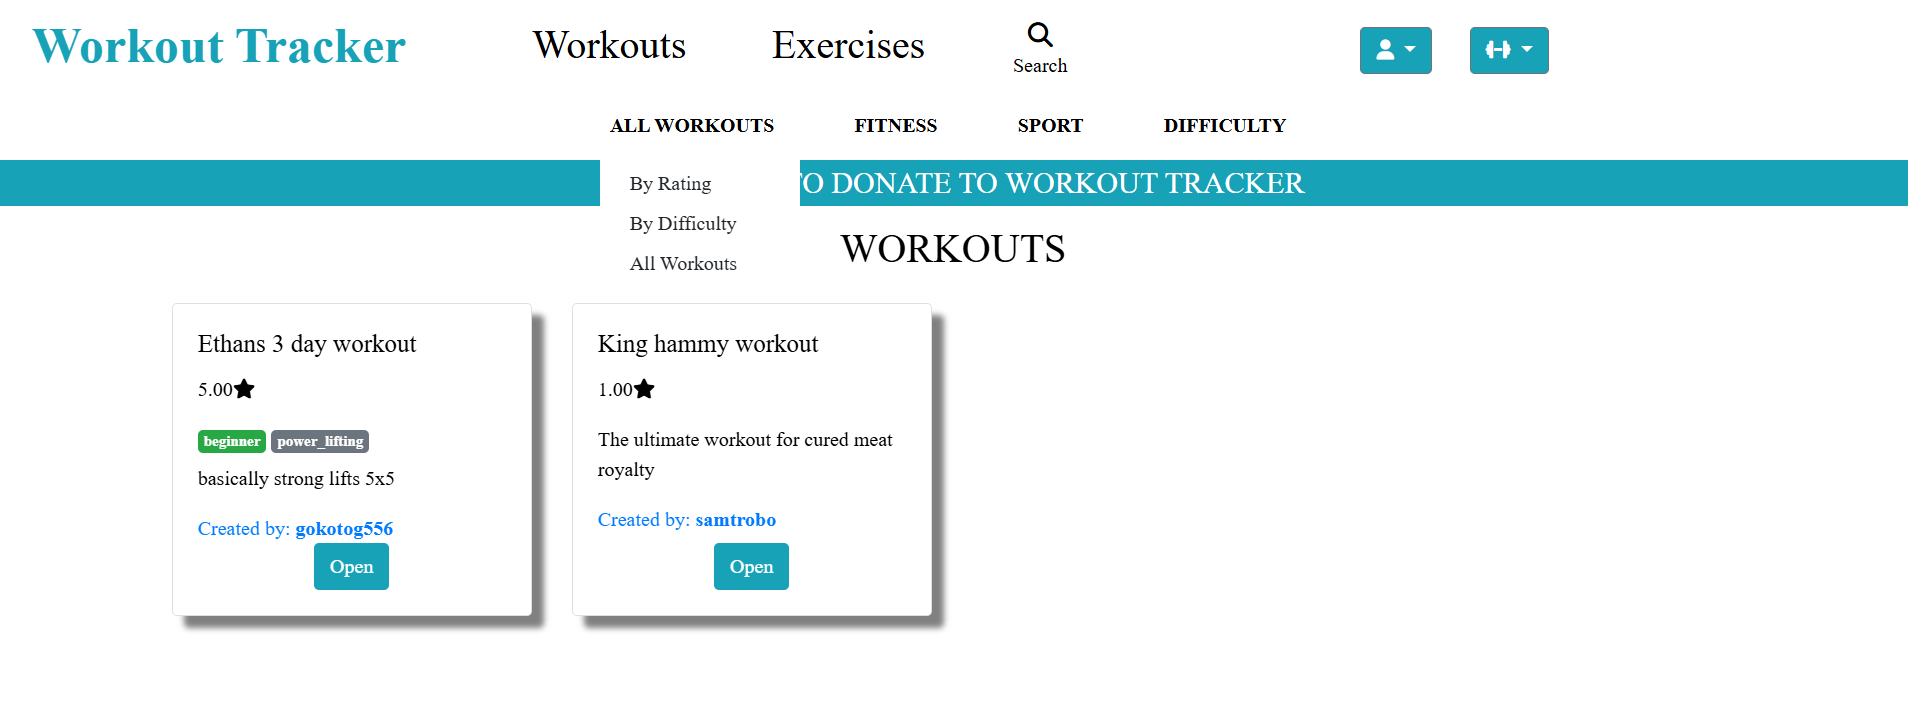 Workout Tracker
Workouts
Exercises
Search
ALL WORKOUTS
FITNESS
SPORT
DIFFICULTY
By Rating
By Difficulty
All Workouts
TO DONATE TO WORKOUT TRACKER
WORKOUTS
Ethans 3 day workout
5.00
beginner power_lifting
basically strong lifts 5x5
Created by: gokotog556
Open
King hammy workout
1.00
The ultimate workout for cured meat
royalty
Created by: samtrobo
Open